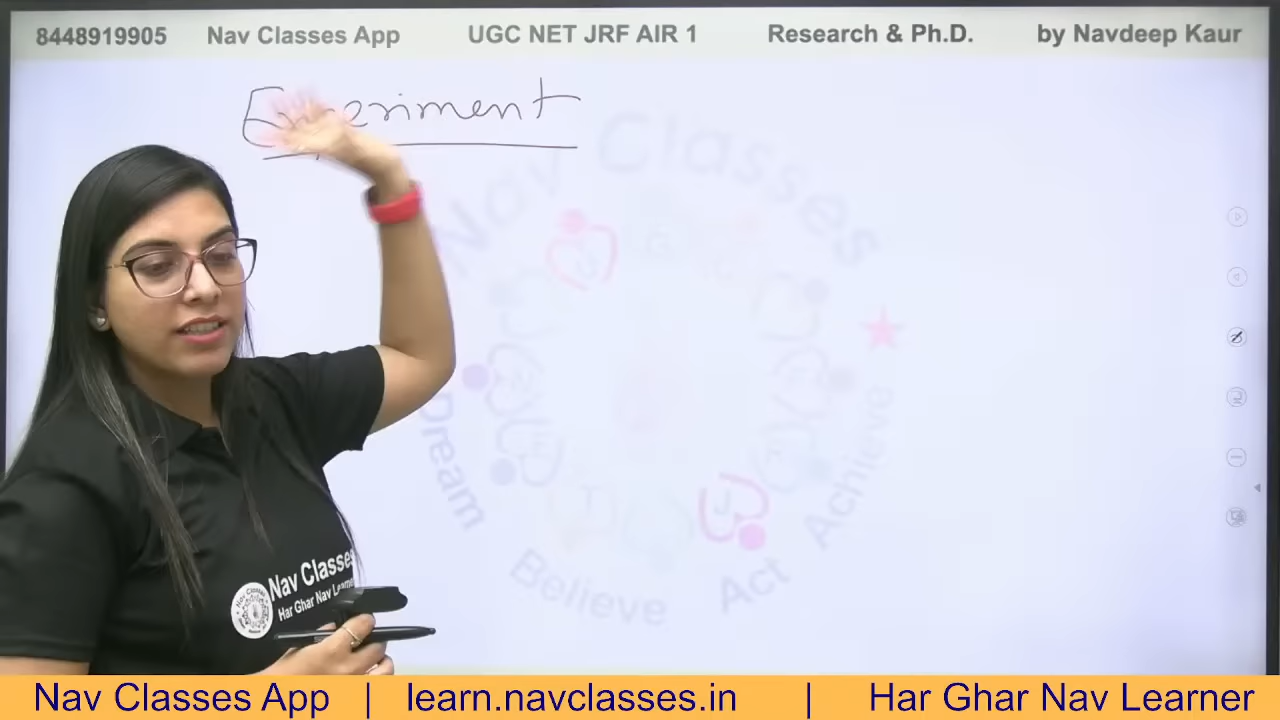 8448919905 Nav Classes App UGC NET JRF AIR 1 Research & Ph.D. by Navdeep Kaur
Experiment
Nav Classes
Dream
Believe
Act
Achieve
Nav Classes
Har Ghar Nav Learner
Nav Classes App | learn.navclasses.in | Har Ghar Nav Learner